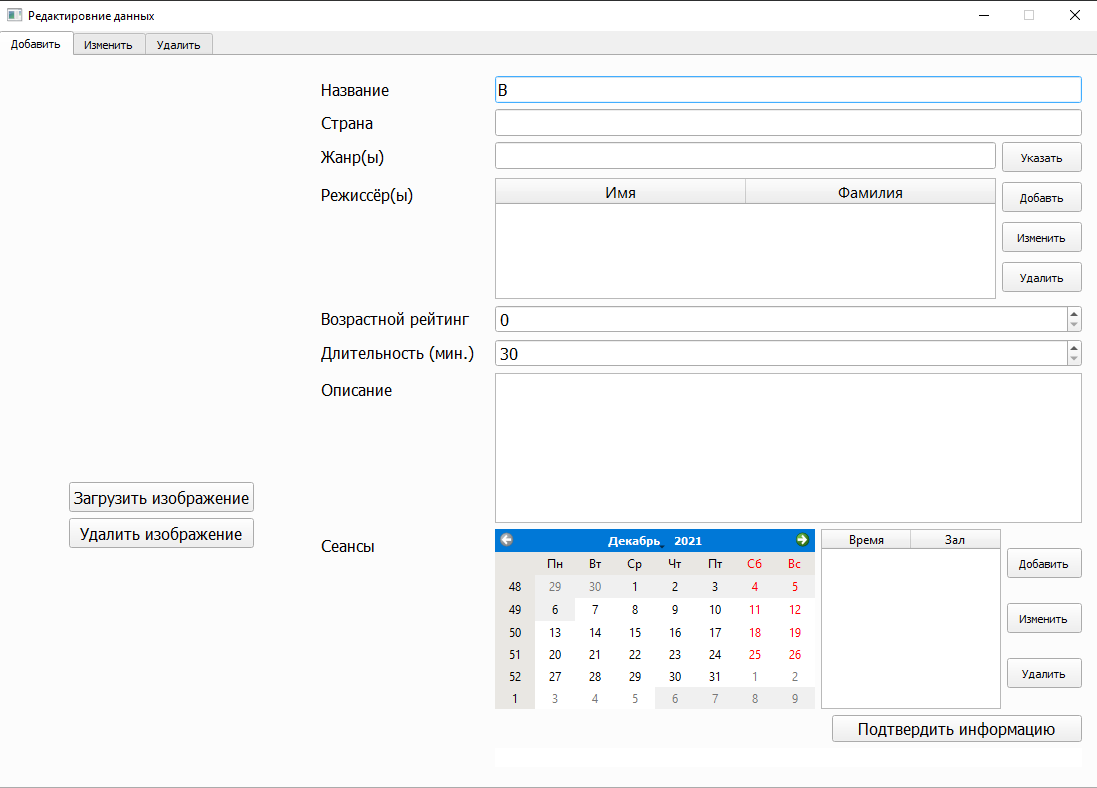 Редактировние данных
Добавить Изменить Удалить
Название В
Страна
Жанр(ы) Указать
Режиссёр(ы) Имя Фамилия Добавть
Изменить
Удалить
Возрастной рейтинг 0
Длительность (мин.) 30
Описание
Загрузить изображение
Удалить изображение
Сеансы
Декабрь 2021
Пн Вт Ср Чт Пт Сб Вс
48 29 30 1 2 3 4 5
49 6 7 8 9 10 11 12
50 13 14 15 16 17 18 19
51 20 21 22 23 24 25 26
52 27 28 29 30 31 1 2
1 3 4 5 6 7 8 9
Время Зал
Добавить
Изменить
Удалить
Подтвердить информацию